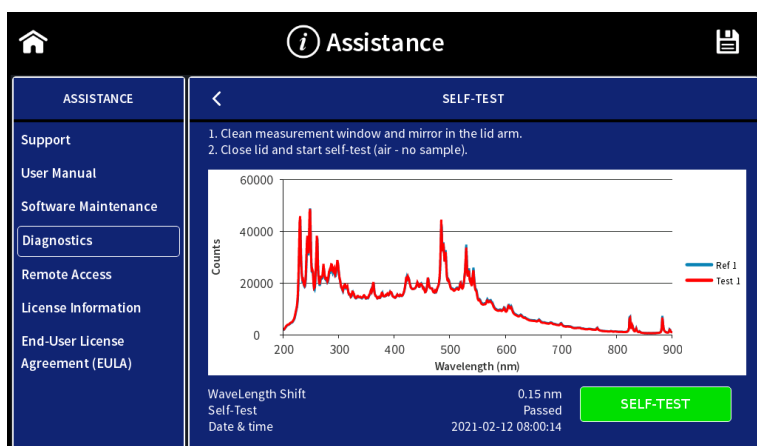 Assistance
ASSISTANCE
Support
User Manual
Software Maintenance
Diagnostics
Remote Access
License Information
End-User License
Agreement (EULA)
SELF-TEST
1. Clean measurement window and mirror in the lid arm.
2. Close lid and start self-test (air - no sample).
60000
40000
20000
0
Counts
200 300 400 500 600 700 800 900
Wavelength (nm)
Ref 1
Test 1
WaveLength Shift 0.15 nm
Self-Test Passed
Date & time 2021-02-12 08:00:14
SELF-TEST